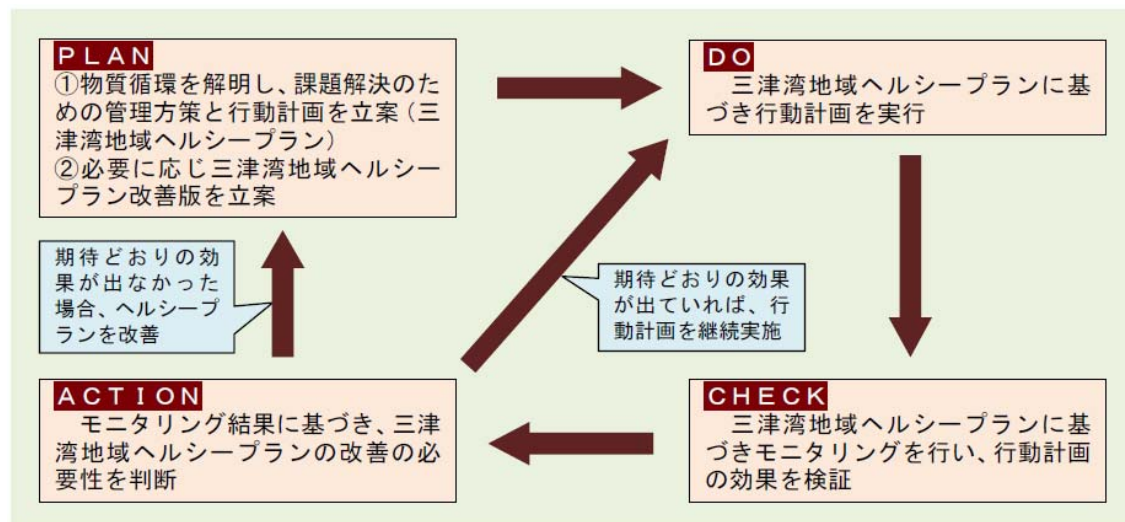 PLAN
①物質循環を解明し、課題解決のた
めの管理方策と行動計画を立案（三
津湾地域ヘルシープラン）
②必要に応じ三津湾地域ヘルシー
プラン改善版を立案
DO
三津湾地域ヘルシープランに基
づき行動計画を実行
期待どおりの効
果が出なかった
場合、ヘルシープ
ランを改善
期待どおりの効果
が出ていれば、行
動計画を継続実施
ACTION
モニタリング結果に基づき、三津
湾地域ヘルシープランの改善の必
要性を判断
CHECK
三津湾地域ヘルシープランに基
づきモニタリングを行い、行動計画
の効果を検証